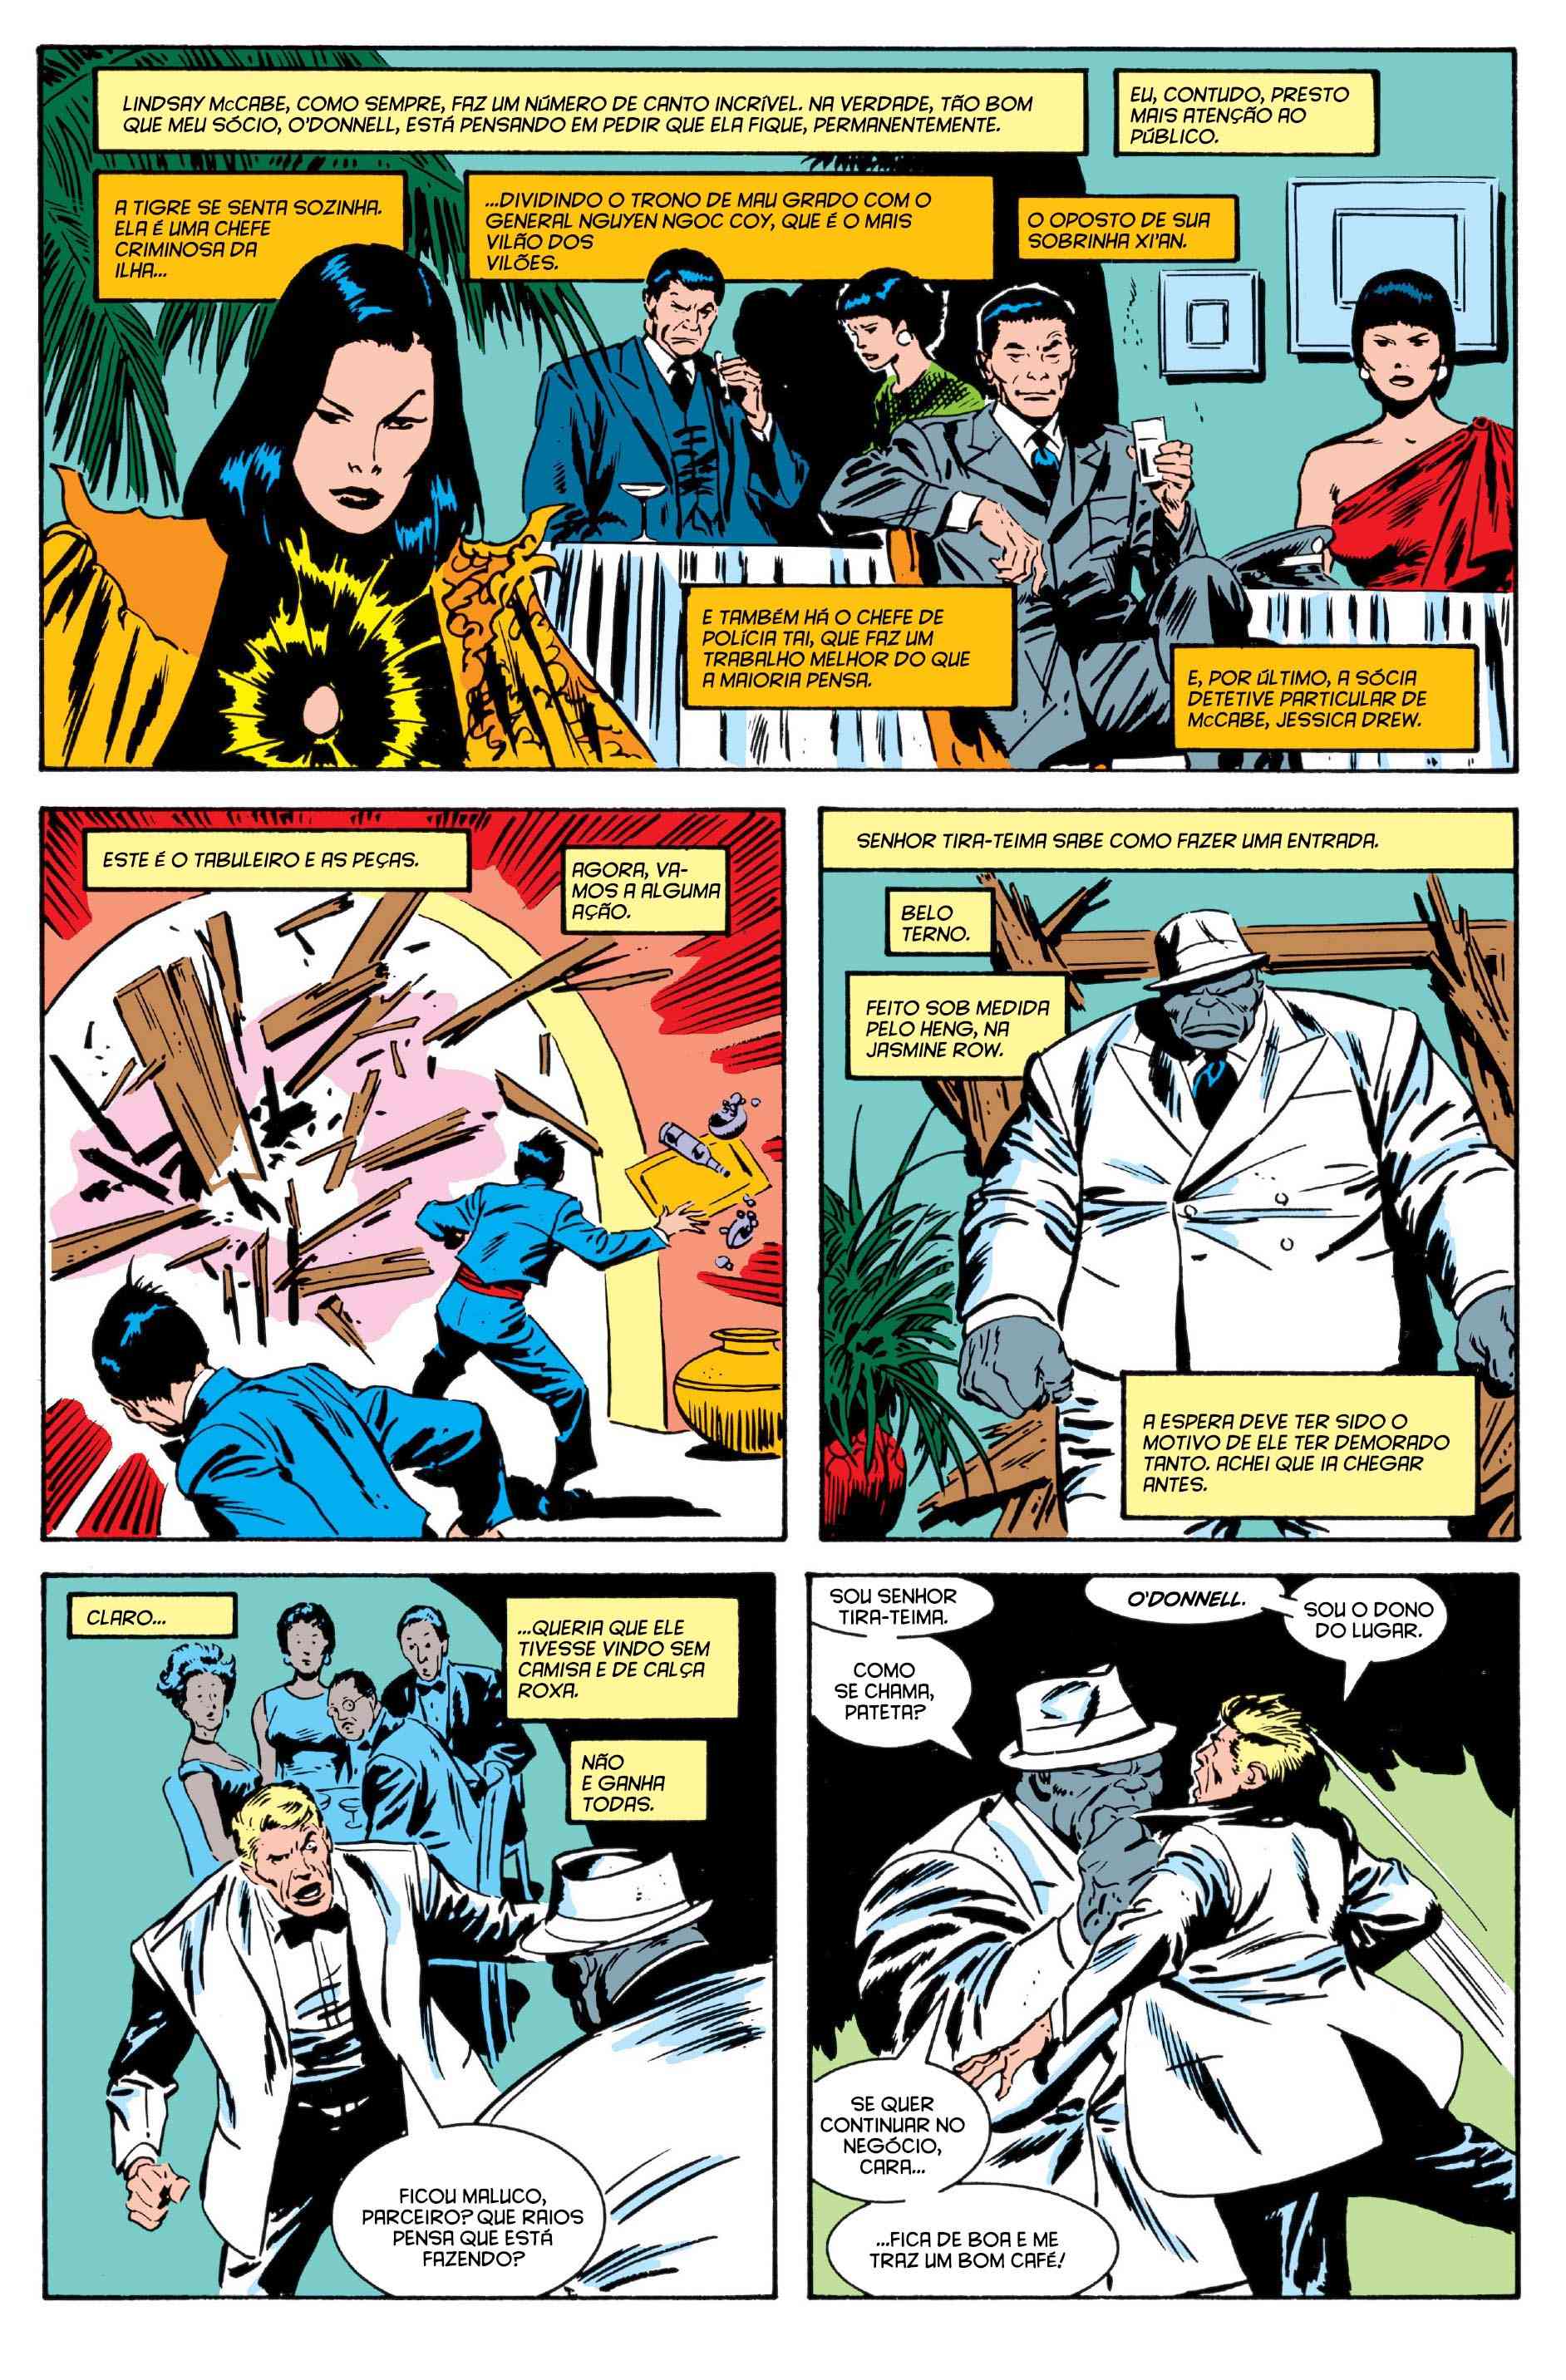 LINDSAY McCABE, COMO SEMPRE, FAZ UM NÚMERO DE CANTO INCRÍVEL. NA VERDADE, TÃO BOM
QUE MEU SÓCIO, O'DONNELL, ESTÁ PENSANDO EM PEDIR QUE ELA FIQUE, PERMANENTEMENTE.
EU, CONTUDO, PRESTO
MAIS ATENÇÃO AO
PÚBLICO.
A TIGRE SE SENTA SOZINHA.
ELA É UMA CHEFE
CRIMINOSA DA
ILHA...
...DIVIDINDO O TRONO DE MAU GRADO COM O
GENERAL NGUYEN NGOC COY, QUE É O MAIS
VILÃO DOS
VILÕES.
O OPOSTO DE SUA
SOBRINHA XI'AN.
E TAMBÉM HÁ O CHEFE DE
POLÍCIA TAI, QUE FAZ UM
TRABALHO MELHOR DO QUE
A MAIORIA PENSA.
E, POR ÚLTIMO, A SÓCIA
DETETIVE PARTICULAR DE
McCABE, JESSICA DREW.
ESTE É O TABULEIRO E AS PEÇAS.
AGORA, VA-
MOS A ALGUMA
AÇÃO.
SENHOR TIRA-TEIMA SABE COMO FAZER UMA ENTRADA.
BELO
TERNO.
FEITO SOB MEDIDA
PELO HENG, NA
JASMINE ROW.
A ESPERA DEVE TER SIDO O
MOTIVO DE ELE TER DEMORADO
TANTO. ACHEI QUE IA CHEGAR
ANTES.
CLARO...
...QUERIA QUE ELE
TIVESSE VINDO SEM
CAMISA E DE CALÇA
ROXA.
NÃO
E GANHA
TODAS.
FICOU MALUCO,
PARCEIRO? QUE RAIOS
PENSA QUE ESTÁ
FAZENDO?
SOU SENHOR
TIRA-TEIMA.
COMO
SE CHAMA,
PATETA?
O'DONNELL.
SOU O DONO
DO LUGAR.
SE QUER
CONTINUAR NO
NEGÓCIO,
CARA...
...FICA DE BOA E ME
TRAZ UM BOM CAFÉ!